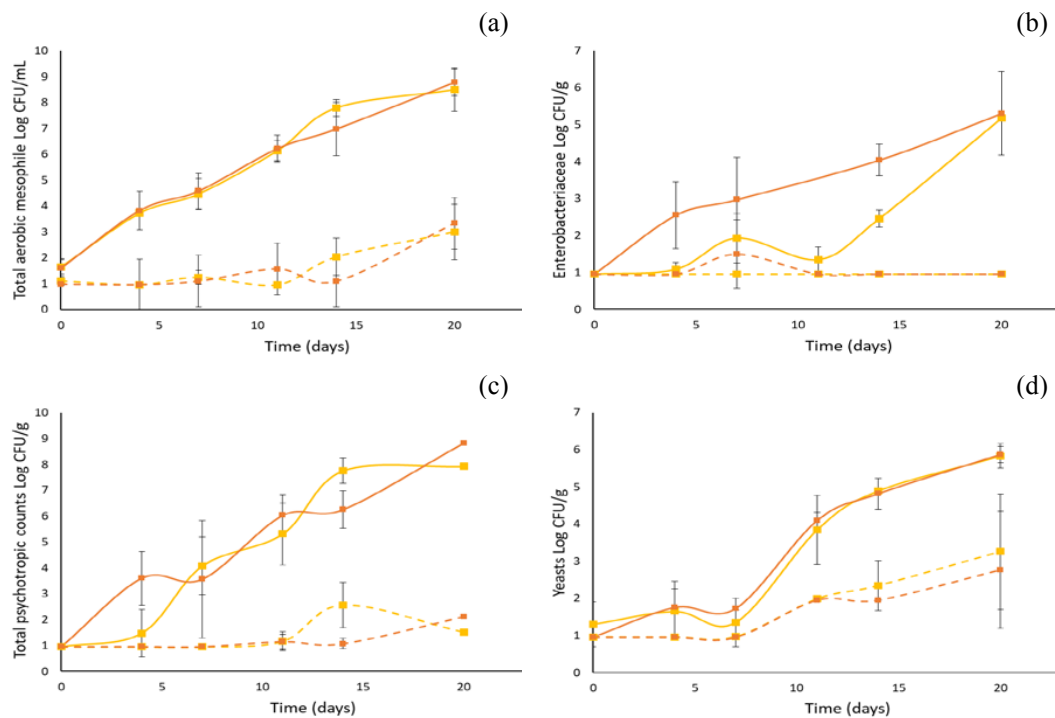 (a)
Total aerobic mesophile Log CFU/mL
10
9
8
7
6
5
4
3
2
1
0
0 5 10 15 20
Time (days)
(b)
Enterobacteriaceae Log CFU/g
7
6
5
4
3
2
1
0
0 5 10 15 20
Time (days)
(c)
Total psychotropic counts Log CFU/g
10
9
8
7
6
5
4
3
2
1
0
0 5 10 15 20
Time (days)
(d)
Yeasts Log CFU/g
7
6
5
4
3
2
1
0
0 5 10 15 20
Time (days)